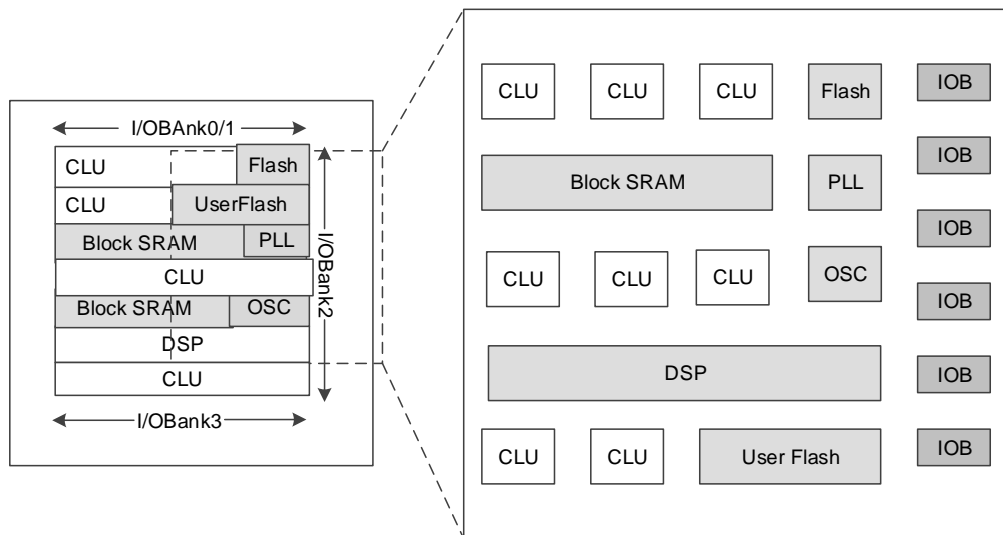 I/OBAnk0/1
CLU
Flash
CLU
UserFlash
Block SRAM
PLL
CLU
Block SRAM
OSC
DSP
CLU
I/OBank2
I/OBank3
CLU
CLU
CLU
Flash
IOB
Block SRAM
PLL
IOB
IOB
CLU
CLU
CLU
OSC
IOB
DSP
IOB
CLU
CLU
User Flash
IOB